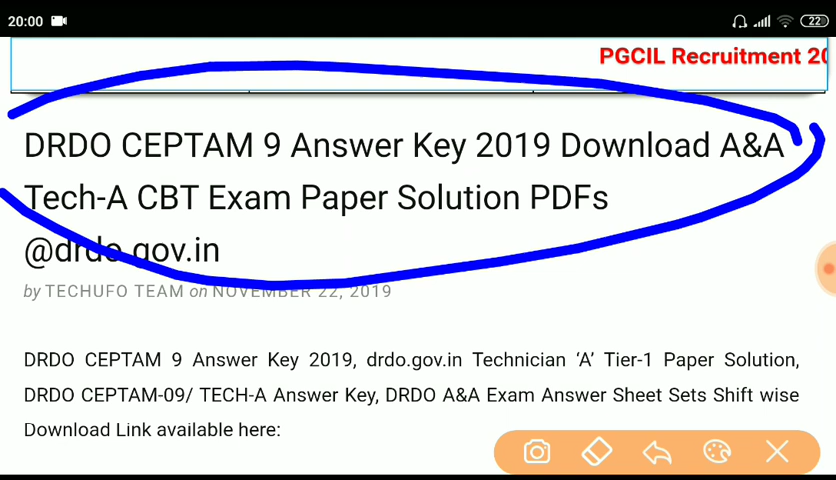 20:00
22
PGCIL Recruitment 20
DRDO CEPTAM 9 Answer Key 2019 Download A&A
Tech-A CBT Exam Paper Solution PDFs
@drdo.gov.in
by TECHUFO TEAM on NOVEMBER 22, 2019
DRDO CEPTAM 9 Answer Key 2019, drdo.gov.in Technician ‘A’ Tier-1 Paper Solution,
DRDO CEPTAM-09/ TECH-A Answer Key, DRDO A&A Exam Answer Sheet Sets Shift wise
Download Link available here: